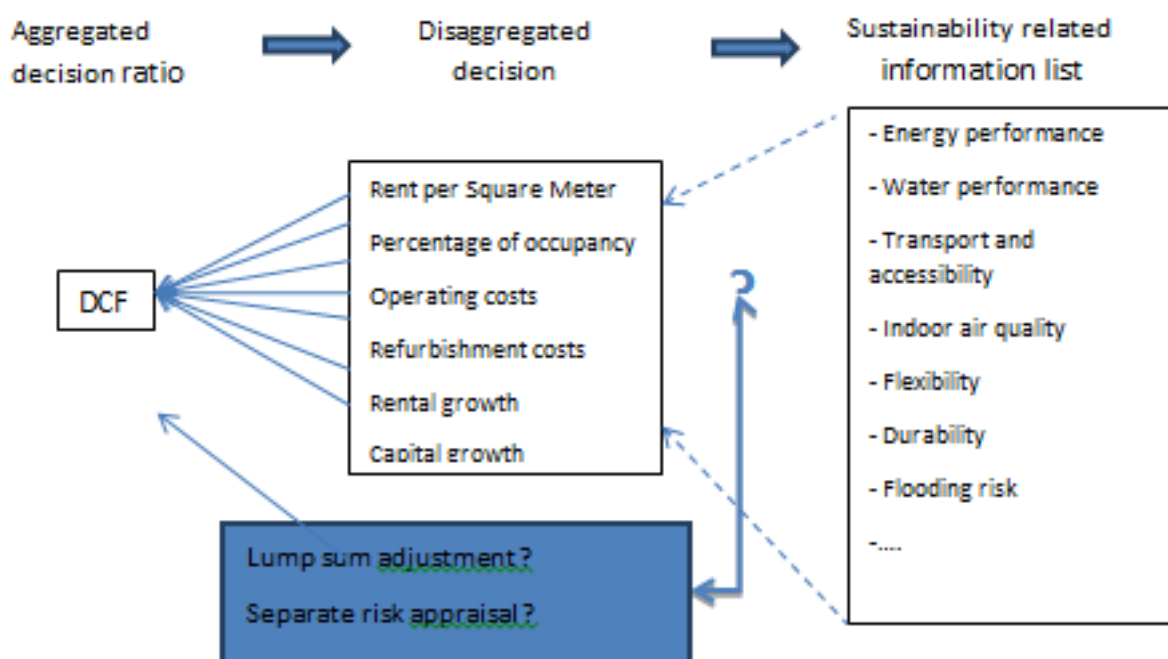 Aggregated
decision ratio
Disaggregated
decision
Sustainability related
information list
DCF
Rent per Square Meter
Percentage of occupancy
Operating costs
Refurbishment costs
Rental growth
Capital growth
?
- Energy performance
- Water performance
- Transport and
accessibility
- Indoor air quality
- Flexibility
- Durability
- Flooding risk
-....
Lump sum adjustment ?
Separate risk appraisal ?